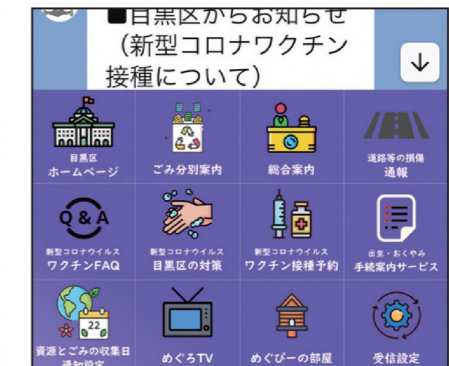 ■目黒区からお知らせ
（新型コロナワクチン
接種について）
目黒区
ホームページ
ごみ分別案内
総合案内
道路等の損傷
通報
Q & A
新型コロナウイルス
ワクチンFAQ
新型コロナウイルス
目黒区の対策
新型コロナウイルス
ワクチン接種予約
出生・おくやみ
手続案内サービス
22
資源とごみの収集日
通知設定
めぐろTV
めぐぴーの部屋
受信設定